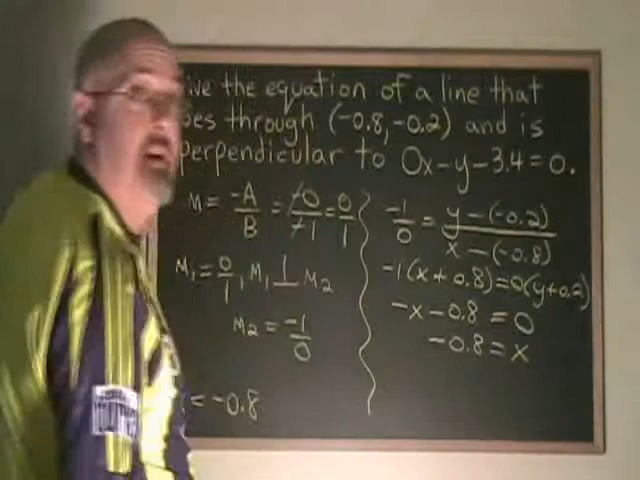 ive the equation of a line that
oes through (-0.8, -0.2) and is
perpendicular to 0x - y - 3.4 = 0.
M = -A/B = -0/-1 = 0/1
M₁ = 0/1, M₁ ⊥ M₂
M₂ = -1/0
= -0.8
-1/0 = y - (-0.2)/x - (-0.8)
-1(x + 0.8) = 0(y + 0.2)
-x - 0.8 = 0
-0.8 = x